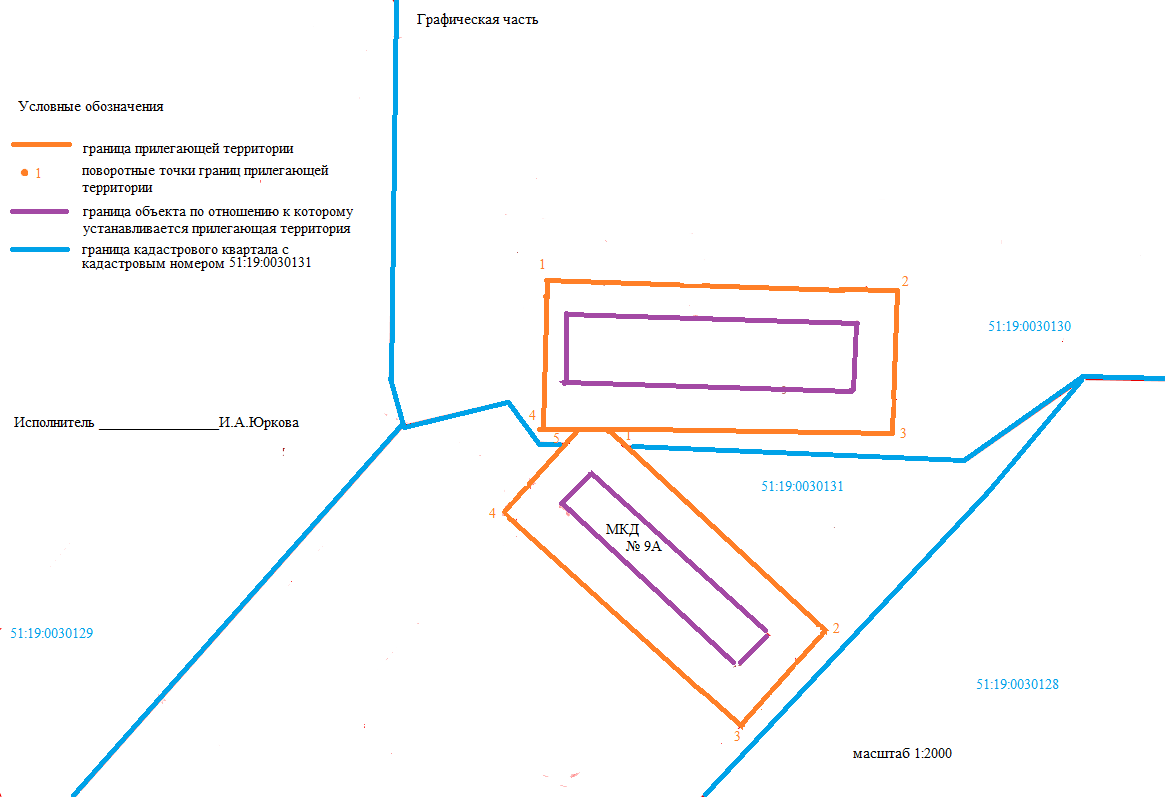 Графическая часть
Условные обозначения
граница прилегающей территории
1
поворотные точки границ прилегающей
территории
граница объекта по отношению к которому
устанавливается прилегающая территория
граница кадастрового квартала с
кадастровым номером 51:19:0030131
1
2
51:19:0030130
Исполнитель ____________________И.А.Юркова
4
3
5
1
51:19:0030131
4
МКД
№ 9А
2
51:19:0030129
51:19:0030128
3
масштаб 1:2000